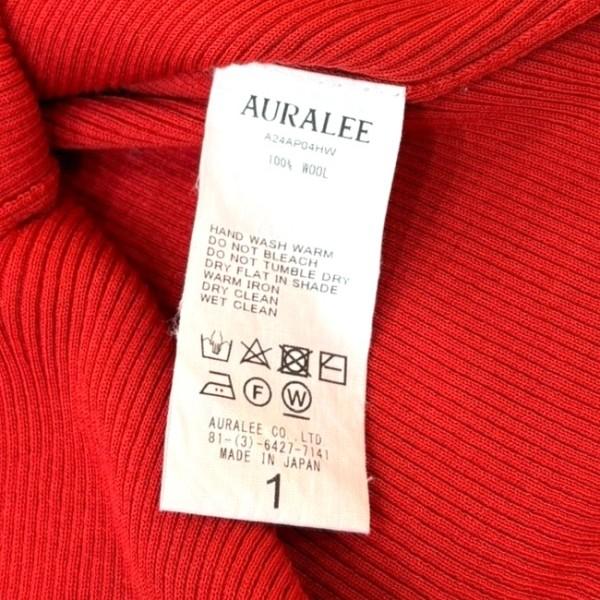 AURALEE
A24AP04HW
100% WOOL
HAND WASH WARM
DO NOT BLEACH
DO NOT TUMBLE DRY
DRY FLAT IN SHADE
WARM IRON
DRY CLEAN
WET CLEAN
F W
AURALEE CO.,LTD.
81-(3)-6427-7141
MADE IN JAPAN
1